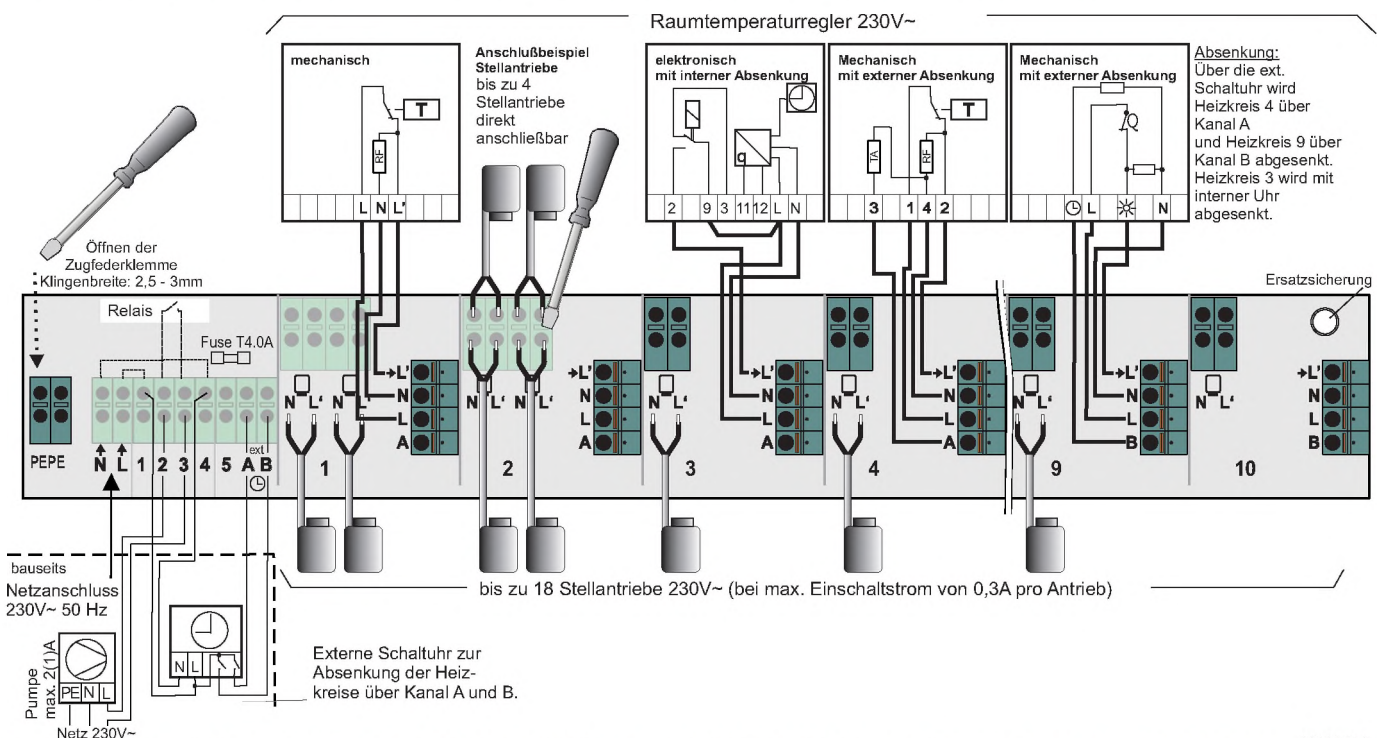 Raumtemperaturregler 230V~
mechanisch
T
RF
L N L'
Anschlußbeispiel
Stellantriebe
bis zu 4
Stellantriebe
direkt
anschließbar
elektronisch
mit interner Absenkung
q
2 9 3 11 12 L N
Mechanisch
mit externer Absenkung
T
TA
RF
3 1 4 2
Mechanisch
mit externer Absenkung
L N
Absenkung:
Über die ext.
Schaltuhr wird
Heizkreis 4 über
Kanal A
und Heizkreis 9 über
Kanal B abgesenkt.
Heizkreis 3 wird mit
interner Uhr
abgesenkt.
Öffnen der
Zugfederklemme
Klingenbreite: 2,5 - 3mm
Ersatzsicherung
Relais
Fuse T4.0A
PEPE
N L 1 2 3 4 5 A B
ext
N L' N L'
L'
N
L
A
1
N L' N L'
L'
N
L
A
2
N L'
L'
N
L
A
3
N L'
L'
N
L
A
4
N L'
L'
N
L
B
9
N L'
L'
N
L
B
10
bis zu 18 Stellantriebe 230V~ (bei max. Einschaltstrom von 0,3A pro Antrieb)
bauseits
Netzanschluss
230V~ 50 Hz
Pumpe
max. 2(1)A
PE N L
Netz 230V~
N L
Externe Schaltuhr zur
Absenkung der Heiz-
kreise über Kanal A und B.